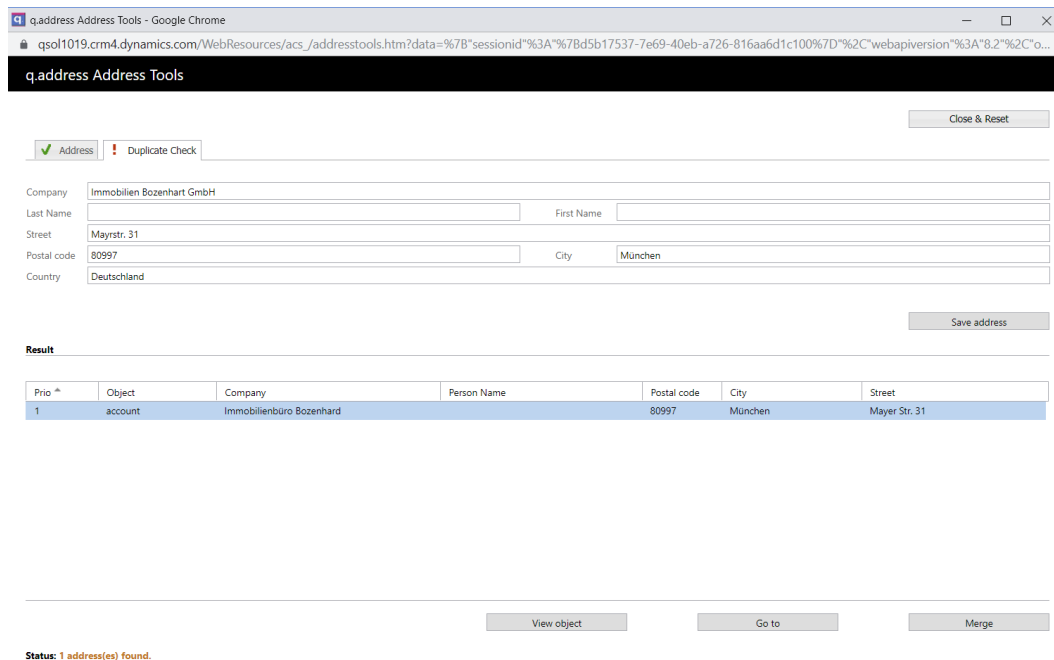 q.address Address Tools - Google Chrome
qsol1019.crm4.dynamics.com/WebResources/acs_/addresstools.htm?data=%7B"sessionid"%3A"%7Bd5b17537-7e69-40eb-a726-816aa6d1c100%7D"%2C"webapiversion"%3A"8.2"%2C"o...
q.address Address Tools
Close & Reset
Address Duplicate Check
Company Immobilien Bozenhart GmbH
Last Name First Name
Street Mayrstr. 31
Postal code 80997 City München
Country Deutschland
Save address
Result
Prio Object Company Person Name Postal code City Street
1 account Immobilienbüro Bozenhard 80997 München Mayer Str. 31
View object Go to Merge
Status: 1 address(es) found.